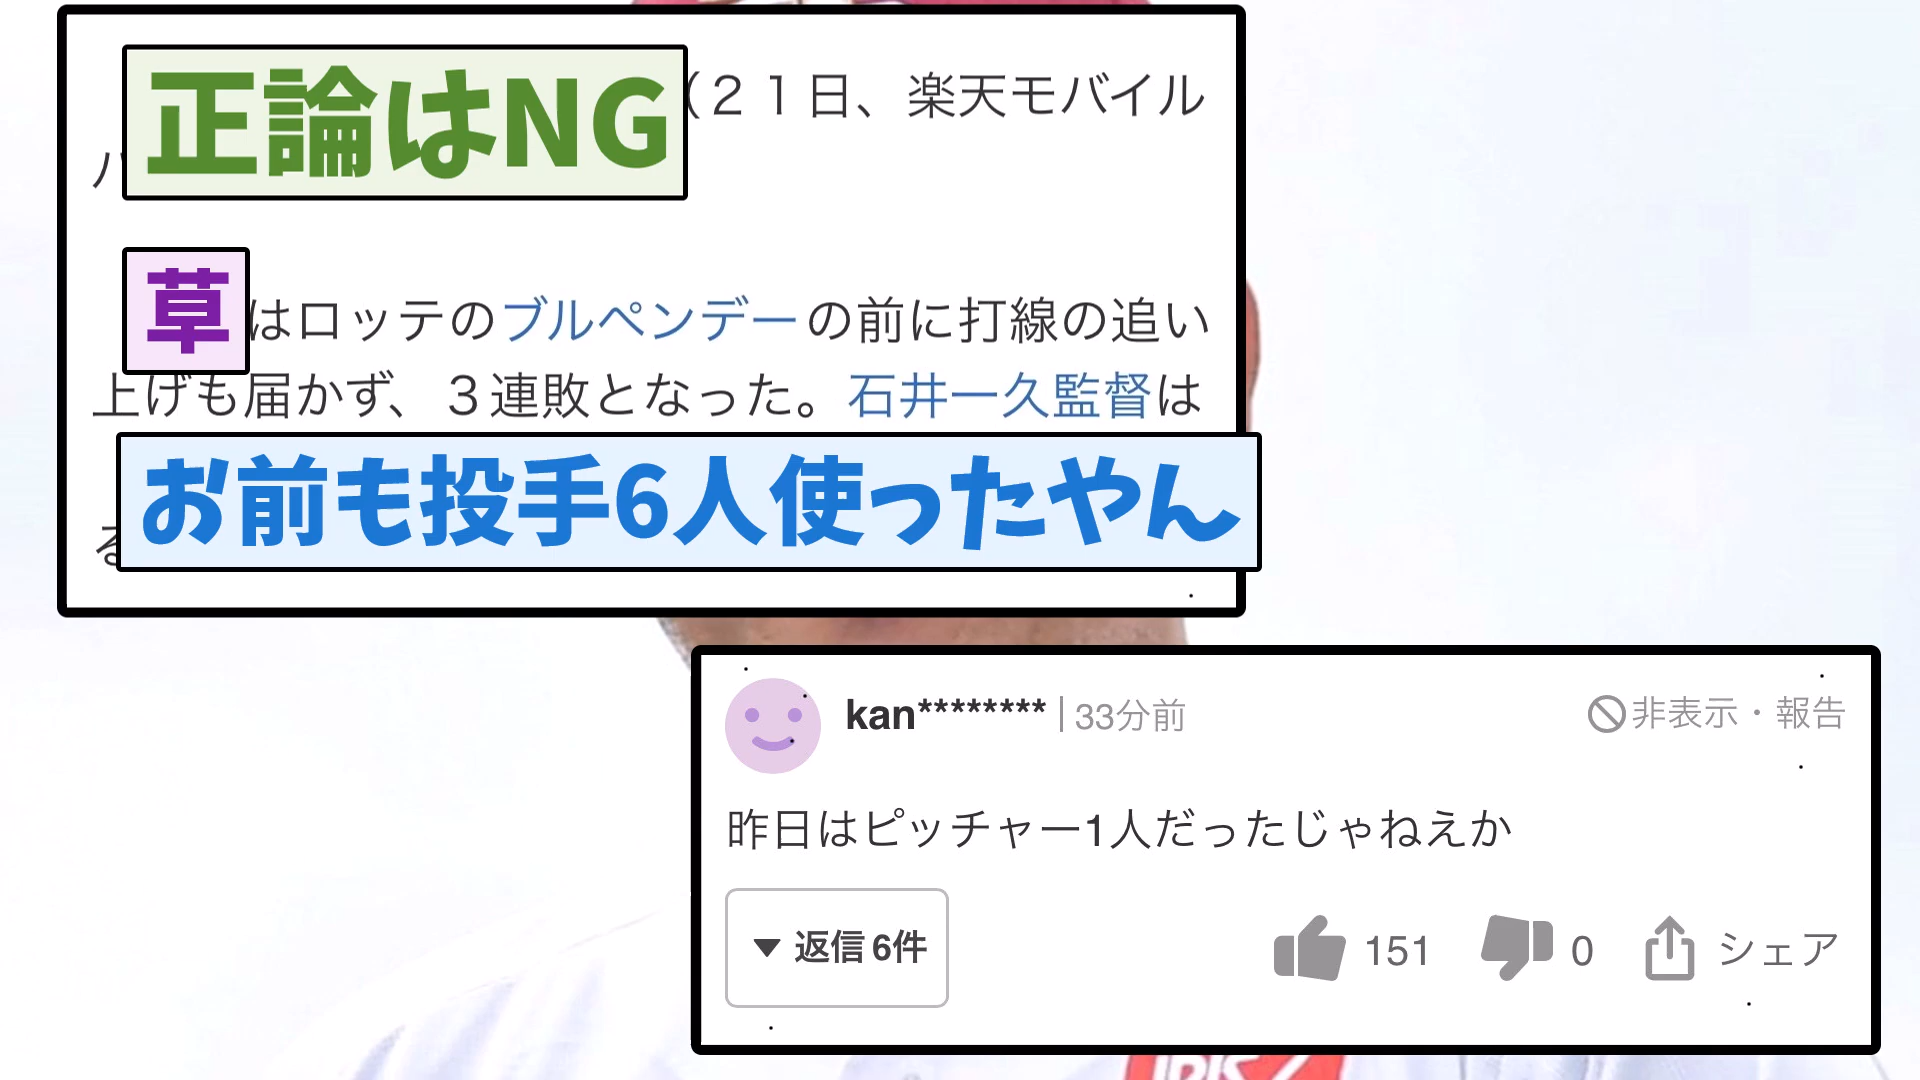 正論はNG
（２１日、楽天モバイル
草
はロッテのブルペンデーの前に打線の追い
上げも届かず、３連敗となった。石井一久監督は
お前も投手6人使ったやん
る
kan******** | 33分前
非表示・報告
昨日はピッチャー1人だったじゃねえか
返信 6件
151
0
シェア